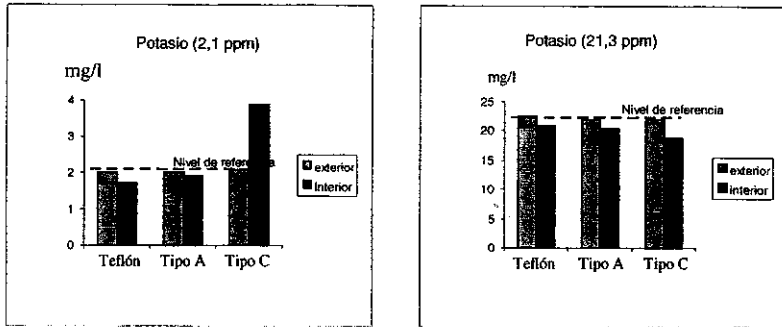 Potasio (2,1 ppm)
mg/l
4
3
2
1
0
Nivel de referencia
exterior
Interior
Teflón Tipo A Tipo C
Potasio (21,3 ppm)
mg/l
25
20
15
10
5
0
Nivel de referencia
exterior
interior
Teflón Tipo A Tipo C